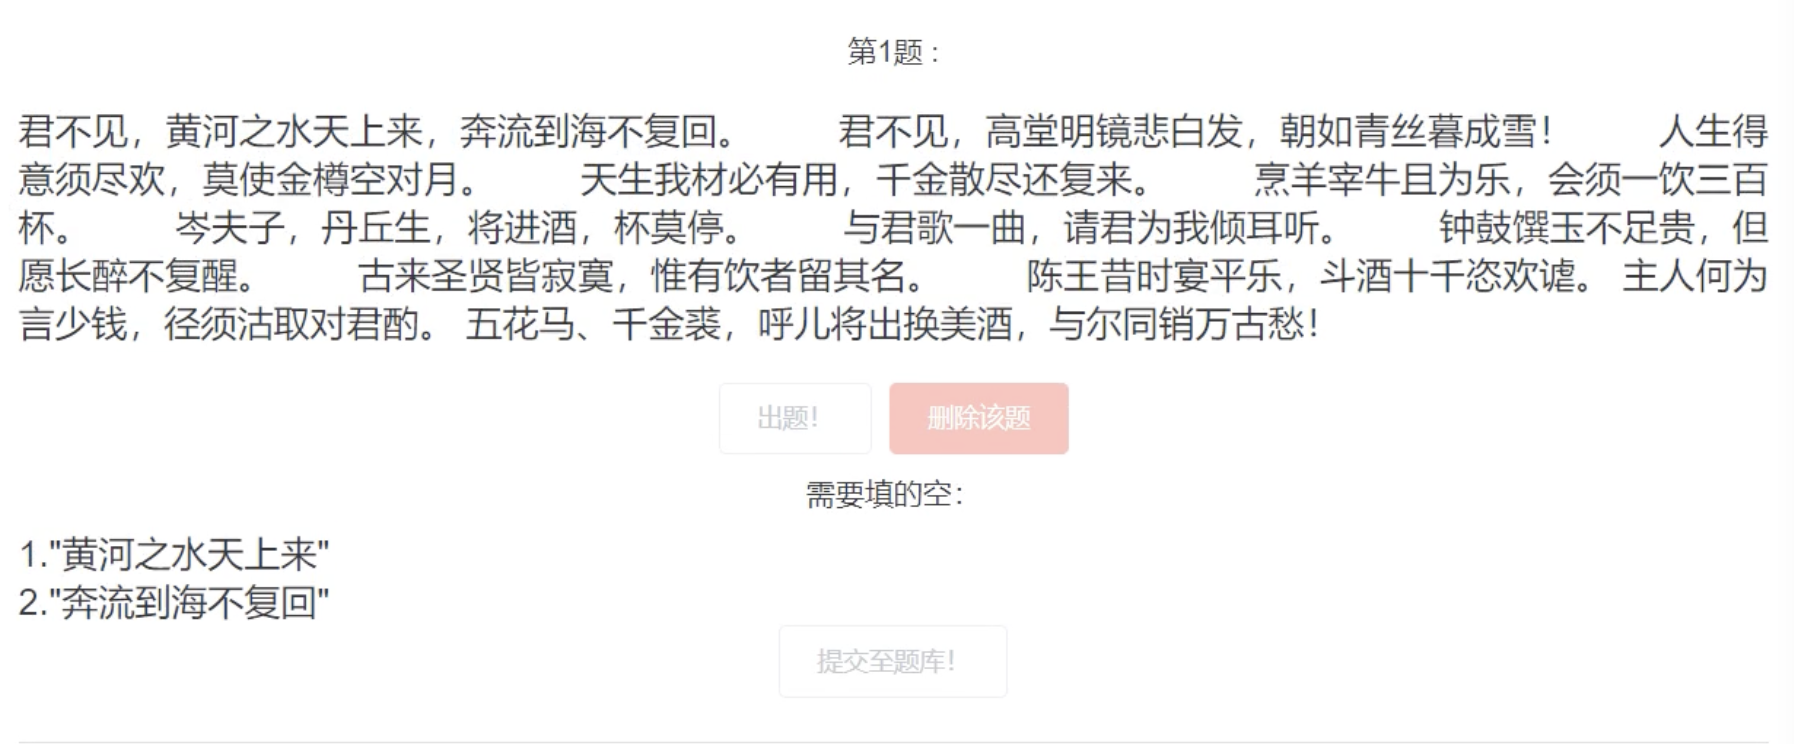 第1题：
君不见，黄河之水天上来，奔流到海不复回。 君不见，高堂明镜悲白发，朝如青丝暮成雪！ 人生得
意须尽欢，莫使金樽空对月。 天生我材必有用，千金散尽还复来。 烹羊宰牛且为乐，会须一饮三百
杯。 岑夫子，丹丘生，将进酒，杯莫停。 与君歌一曲，请君为我倾耳听。 钟鼓馔玉不足贵，但
愿长醉不复醒。 古来圣贤皆寂寞，惟有饮者留其名。 陈王昔时宴平乐，斗酒十千恣欢谑。 主人何为
言少钱，径须沽取对君酌。 五花马、千金裘，呼儿将出换美酒，与尔同销万古愁！
出题！ 删除该题
需要填的空：
1."黄河之水天上来"
2."奔流到海不复回"
提交至题库！